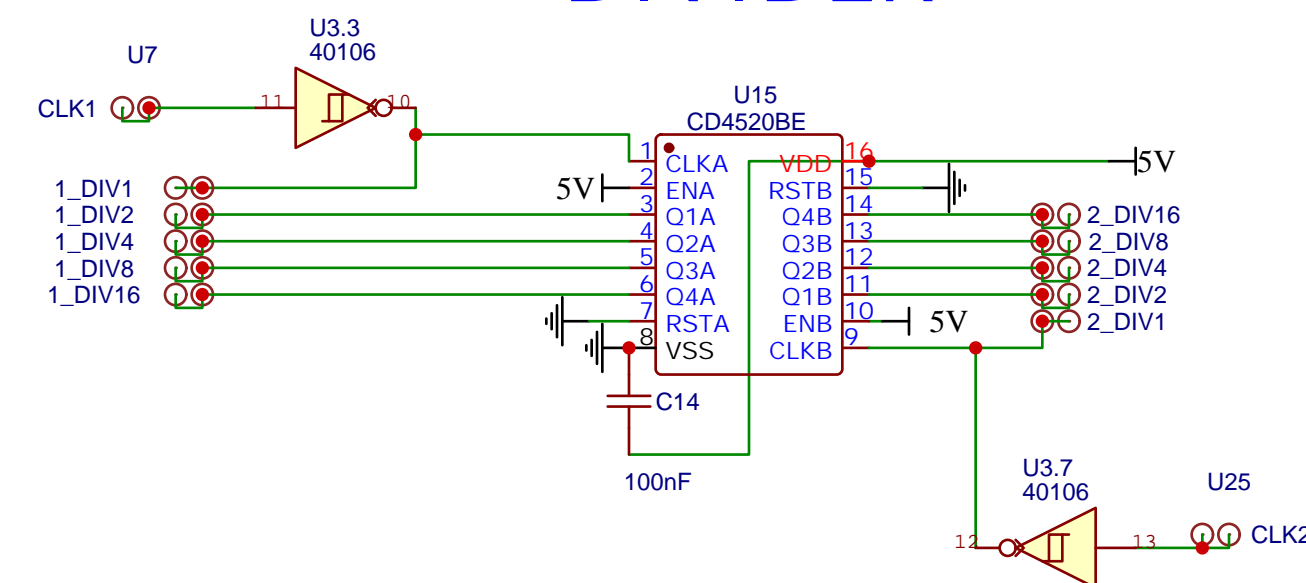 U3.3
40106
U7
CLK1
11
10
1_DIV1
1_DIV2
1_DIV4
1_DIV8
1_DIV16
U15
CD4520BE
5V
1
2
3
4
5
6
7
8
CLKA
ENA
Q1A
Q2A
Q3A
Q4A
RSTA
VSS
VDD
RSTB
Q4B
Q3B
Q2B
Q1B
ENB
CLKB
16
15
14
13
12
11
10
9
5V
5V
2_DIV16
2_DIV8
2_DIV4
2_DIV2
2_DIV1
C14
100nF
U3.7
40106
U25
12
13
CLK2